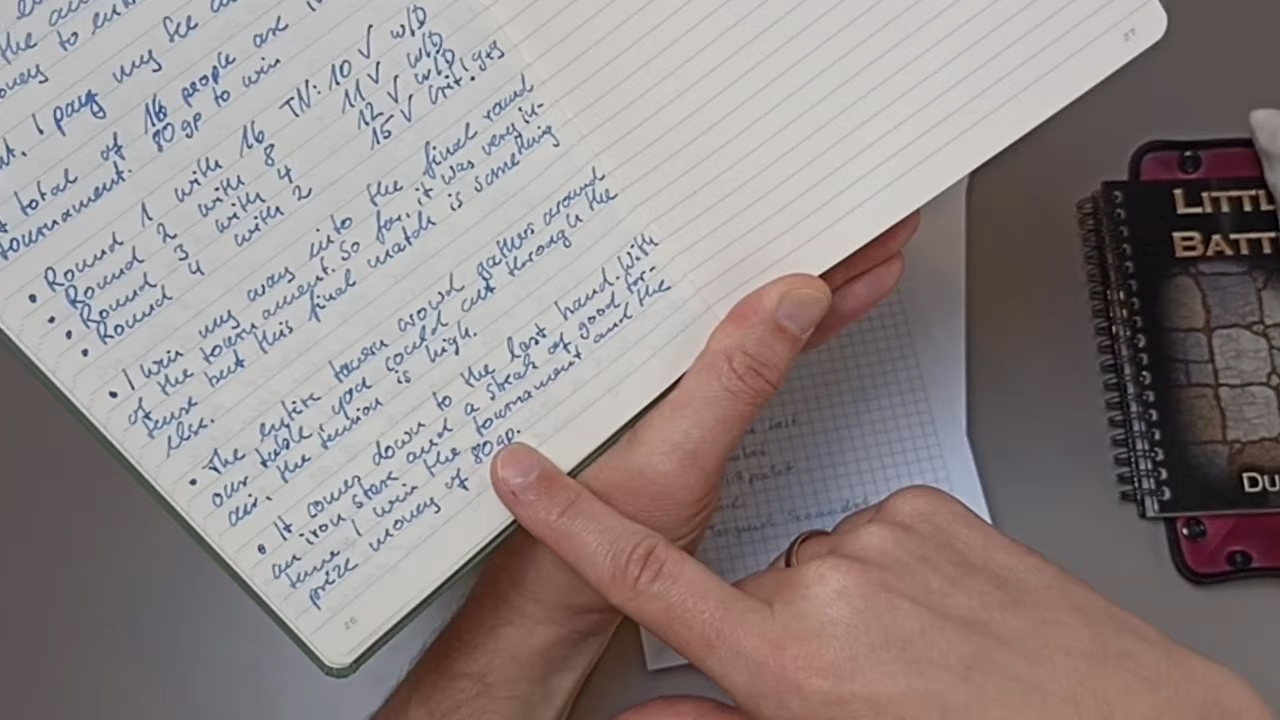 the
money to
nt. I pay my fee
A total of 16 people are
tournament. 80 gp to win
• Round 1 with 16 TN: 10 √ w/D
• Round 2 with 8 11 √ w/D
• Round 3 with 4 12 √ w/D
• Round 4 with 2 15 √ crit! 9+9
• I win my way into the final round
of the tournament. So far, it was very in-
tense but this final match is something
else.
• The entire tavern crowd gathers around
our table, you could cut through the
air, the tension is high.
• It comes down to the last hand. With
an iron stare and a streak of good for-
tune I win the tournament and the
prize money of 80gp.
26
27
LITTL
BATT
DU